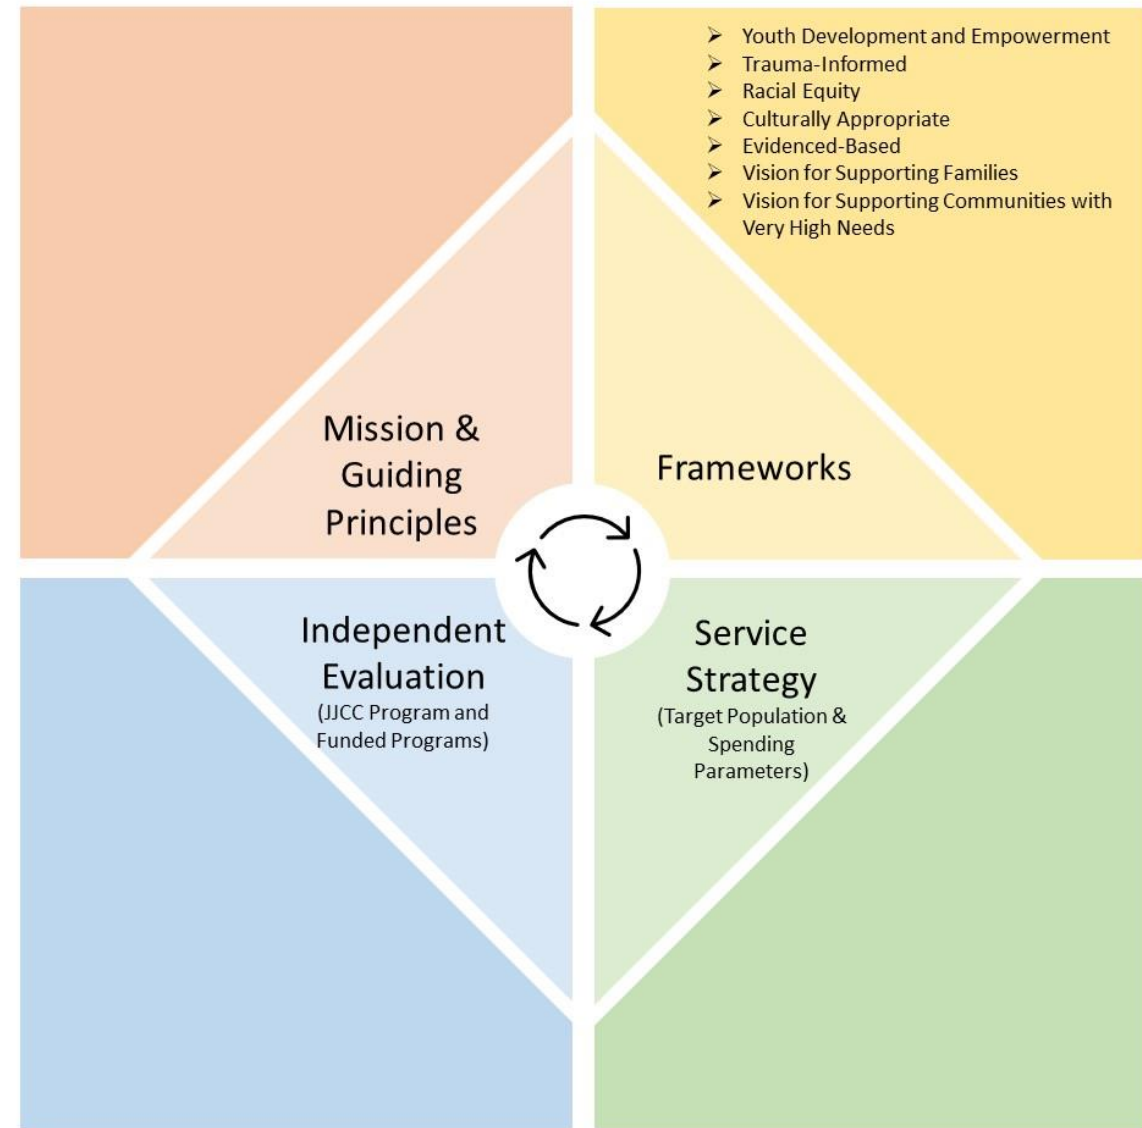 ➢ Youth Development and Empowerment
➢ Trauma-Informed
➢ Racial Equity
➢ Culturally Appropriate
➢ Evidenced-Based
➢ Vision for Supporting Families
➢ Vision for Supporting Communities with
Very High Needs
Mission &
Guiding
Principles
Frameworks
Independent
Evaluation
(JJCC Program and
Funded Programs)
Service
Strategy
(Target Population &
Spending
Parameters)